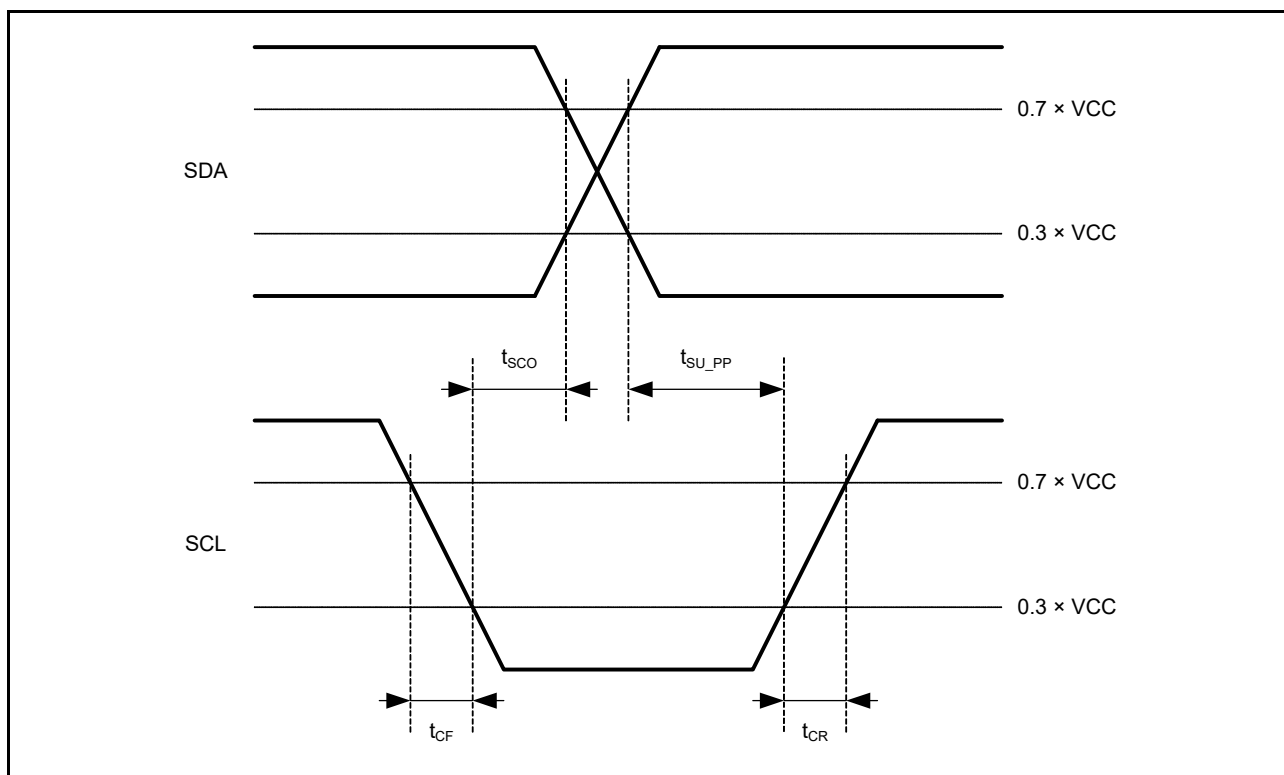 0.7 × VCC
SDA
0.3 × VCC
tSCO
tSU_PP
0.7 × VCC
SCL
0.3 × VCC
tCF
tCR